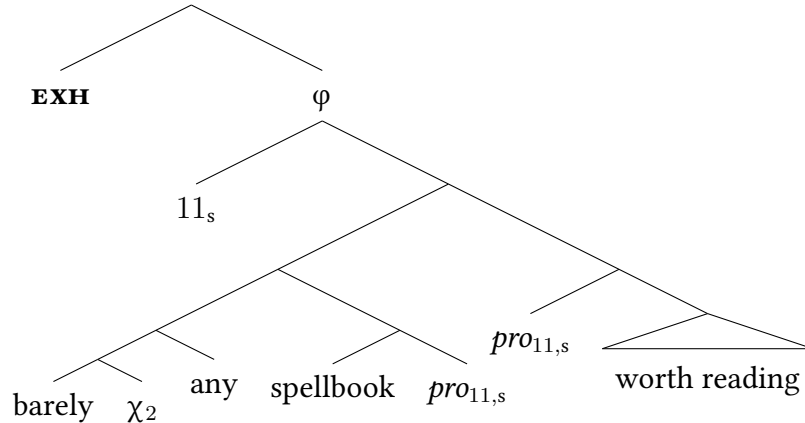 EXH φ
11s
pro11,s
barely χ2 any spellbook pro11,s worth reading